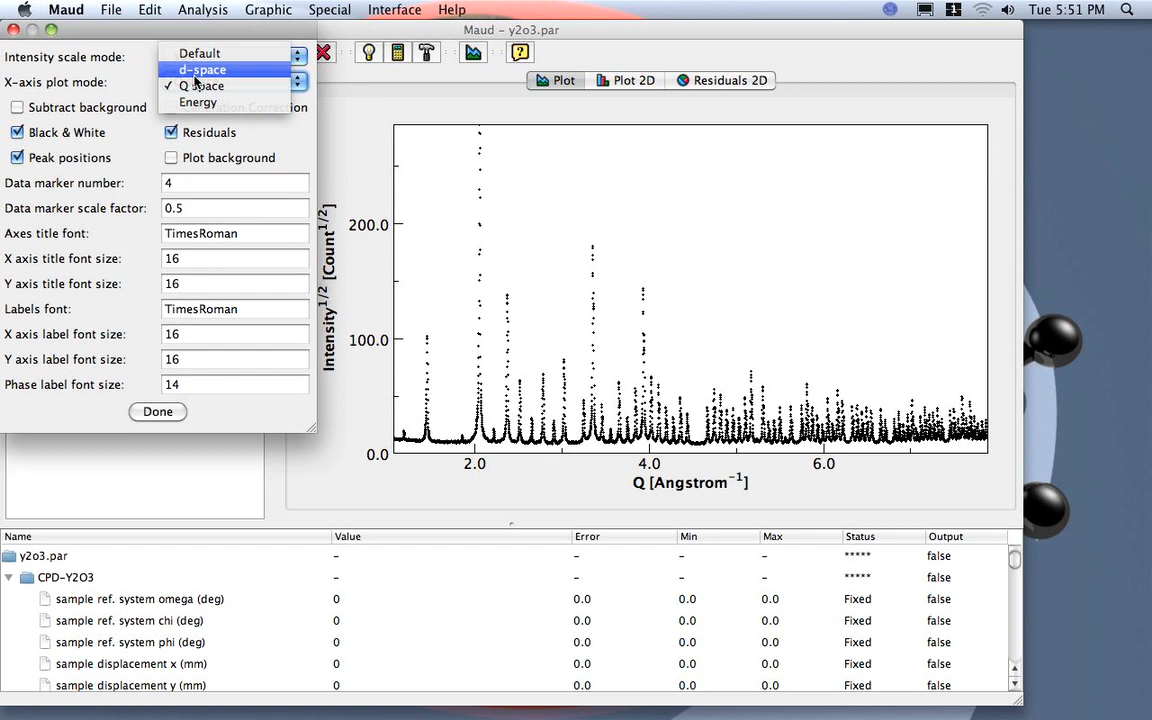 Maud File Edit Analysis Graphic Special Interface Help 1 Tue 5:51 PM
Maud – y2o3.par
Intensity scale mode:
X-axis plot mode:
Default
d-space
✓ Q space
Energy
Subtract background
Black & White Residuals
Peak positions Plot background
Data marker number: 4
Data marker scale factor: 0.5
Axes title font: TimesRoman
X axis title font size: 16
Y axis title font size: 16
Labels font: TimesRoman
X axis label font size: 16
Y axis label font size: 16
Phase label font size: 14
Done
Plot Plot 2D Residuals 2D
Intensity^1/2 [Count^1/2]
200.0
100.0
0.0
2.0 4.0 6.0
Q [Angstrom^−1]
Name Value Error Min Max Status Output
y2o3.par – – – – ***** false
CPD-Y2O3 – – – – ***** false
sample ref. system omega (deg) 0 0.0 0.0 0.0 Fixed false
sample ref. system chi (deg) 0 0.0 0.0 0.0 Fixed false
sample ref. system phi (deg) 0 0.0 0.0 0.0 Fixed false
sample displacement x (mm) 0 0.0 0.0 0.0 Fixed false
sample displacement y (mm) 0 0.0 0.0 0.0 Fixed false